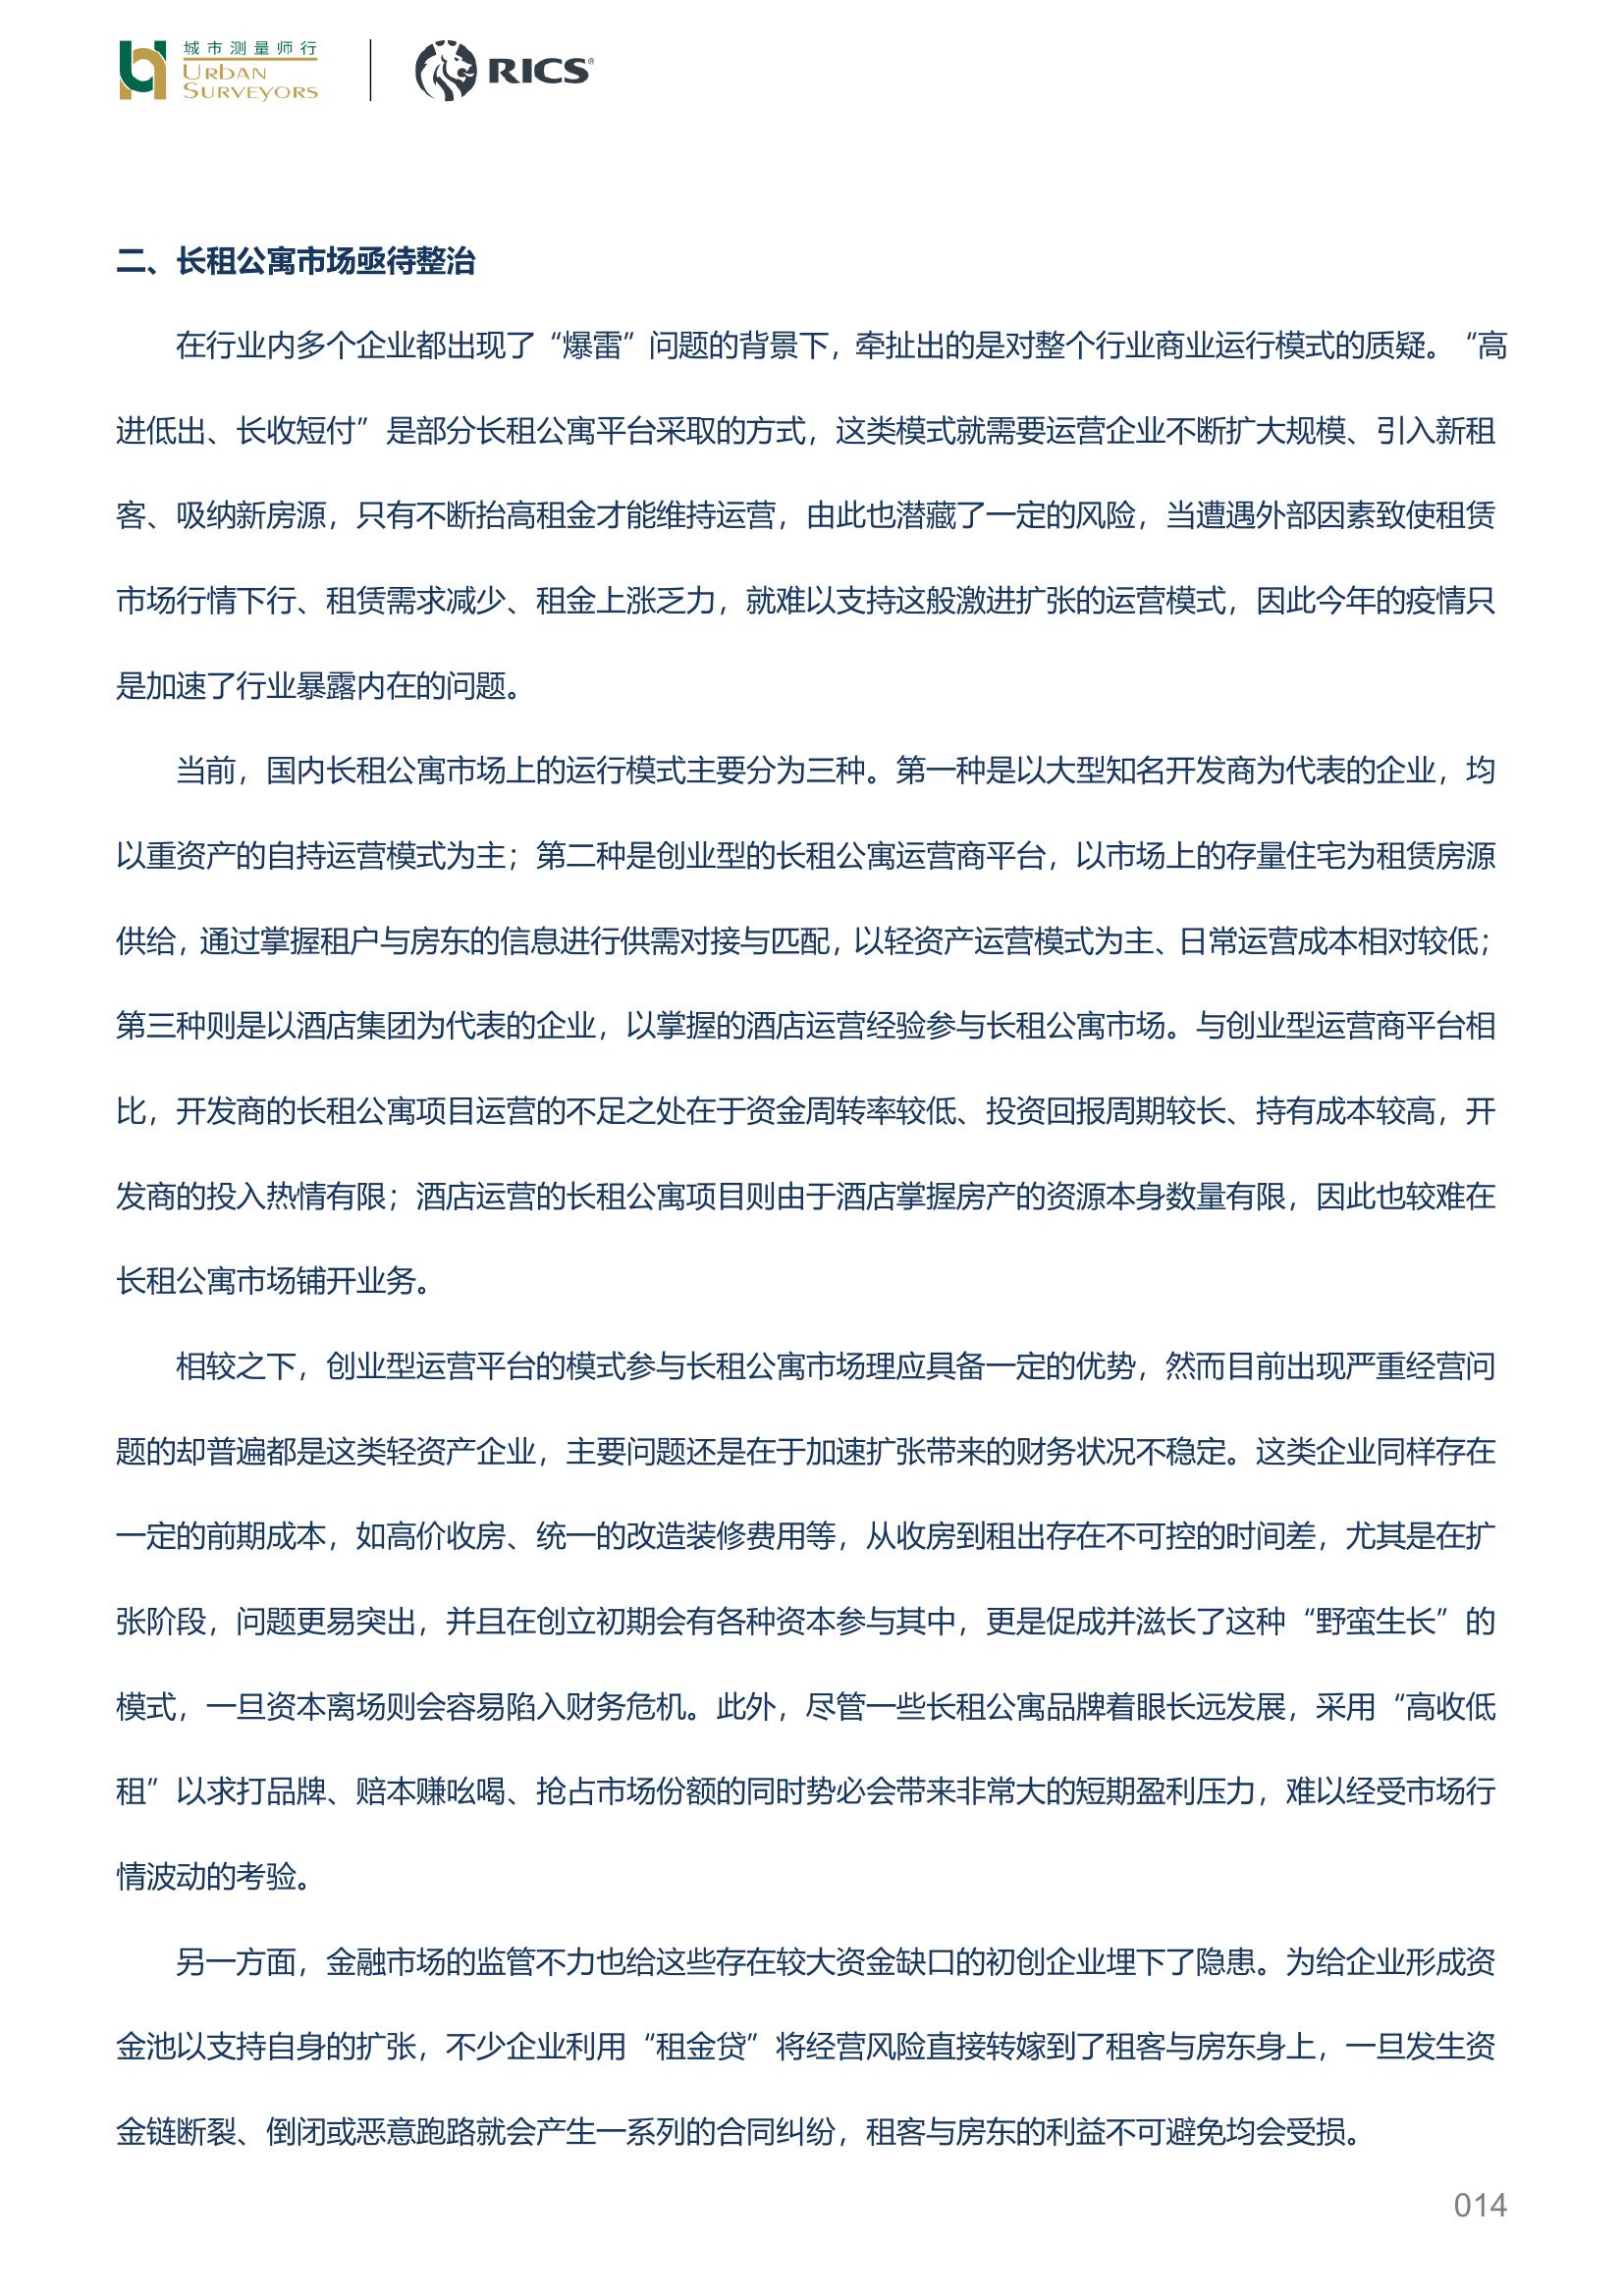 城市测量师行
URBAN
SURVEYORS
RICS®
二、长租公寓市场亟待整治
在行业内多个企业都出现了“爆雷”问题的背景下，牵扯出的是对整个行业商业运行模式的质疑。“高
进低出、长收短付”是部分长租公寓平台采取的方式，这类模式就需要运营企业不断扩大规模、引入新租
客、吸纳新房源，只有不断抬高租金才能维持运营，由此也潜藏了一定的风险，当遭遇外部因素致使租赁
市场行情下行、租赁需求减少、租金上涨乏力，就难以支持这般激进扩张的运营模式，因此今年的疫情只
是加速了行业暴露内在的问题。
当前，国内长租公寓市场上的运行模式主要分为三种。第一种是以大型知名开发商为代表的企业，均
以重资产的自持运营模式为主；第二种是创业型的长租公寓运营商平台，以市场上的存量住宅为租赁房源
供给，通过掌握租户与房东的信息进行供需对接与匹配，以轻资产运营模式为主、日常运营成本相对较低；
第三种则是以酒店集团为代表的企业，以掌握的酒店运营经验参与长租公寓市场。与创业型运营商平台相
比，开发商的长租公寓项目运营的不足之处在于资金周转率较低、投资回报周期较长、持有成本较高，开
发商的投入热情有限；酒店运营的长租公寓项目则由于酒店掌握房产的资源本身数量有限，因此也较难在
长租公寓市场铺开业务。
相较之下，创业型运营平台的模式参与长租公寓市场理应具备一定的优势，然而目前出现严重经营问
题的却普遍都是这类轻资产企业，主要问题还是在于加速扩张带来的财务状况不稳定。这类企业同样存在
一定的前期成本，如高价收房、统一的改造装修费用等，从收房到租出存在不可控的时间差，尤其是在扩
张阶段，问题更易突出，并且在创立初期会有各种资本参与其中，更是促成并滋长了这种“野蛮生长”的
模式，一旦资本离场则会容易陷入财务危机。此外，尽管一些长租公寓品牌着眼长远发展，采用“高收低
租”以求打品牌、赔本赚吆喝、抢占市场份额的同时势必会带来非常大的短期盈利压力，难以经受市场行
情波动的考验。
另一方面，金融市场的监管不力也给这些存在较大资金缺口的初创企业埋下了隐患。为给企业形成资
金池以支持自身的扩张，不少企业利用“租金贷”将经营风险直接转嫁到了租客与房东身上，一旦发生资
金链断裂、倒闭或恶意跑路就会产生一系列的合同纠纷，租客与房东的利益不可避免均会受损。
014